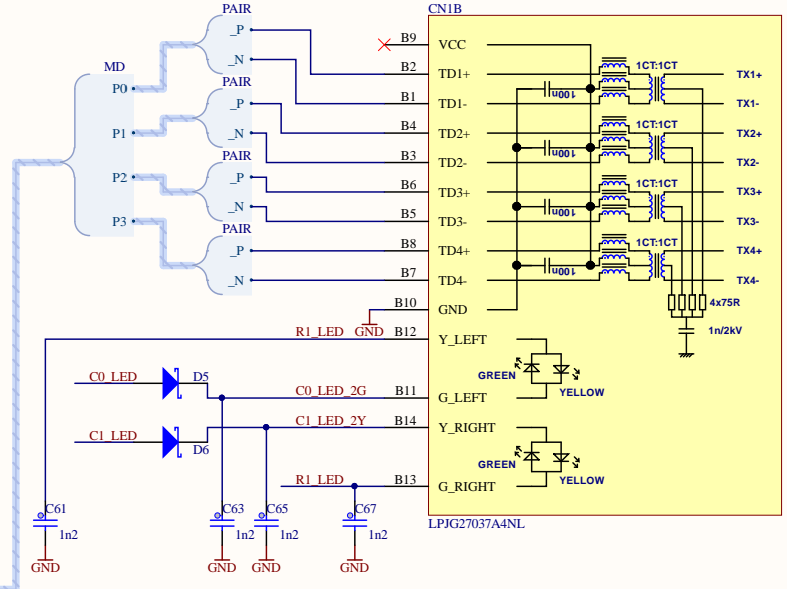 PAIR
CN1B
_P
_N
B9
VCC
MD
P0
P1
P2
P3
B2
TD1+
1CT:1CT
TX1+
100n
B1
TD1-
TX1-
PAIR
_P
_N
B4
TD2+
1CT:1CT
TX2+
100n
B3
TD2-
TX2-
PAIR
_P
_N
B6
TD3+
1CT:1CT
TX3+
100n
B5
TD3-
TX3-
PAIR
_P
_N
B8
TD4+
1CT:1CT
TX4+
100n
B7
TD4-
TX4-
B10
GND
4x75R
GND
1n/2kV
R1_LED
B12
Y_LEFT
C0_LED
D5
C0_LED_2G
B11
G_LEFT
GREEN
YELLOW
C1_LED
D6
C1_LED_2Y
B14
Y_RIGHT
R1_LED
B13
G_RIGHT
GREEN
YELLOW
C61
1n2
GND
C63
1n2
GND
C65
1n2
GND
C67
1n2
GND
LPJG27037A4NL